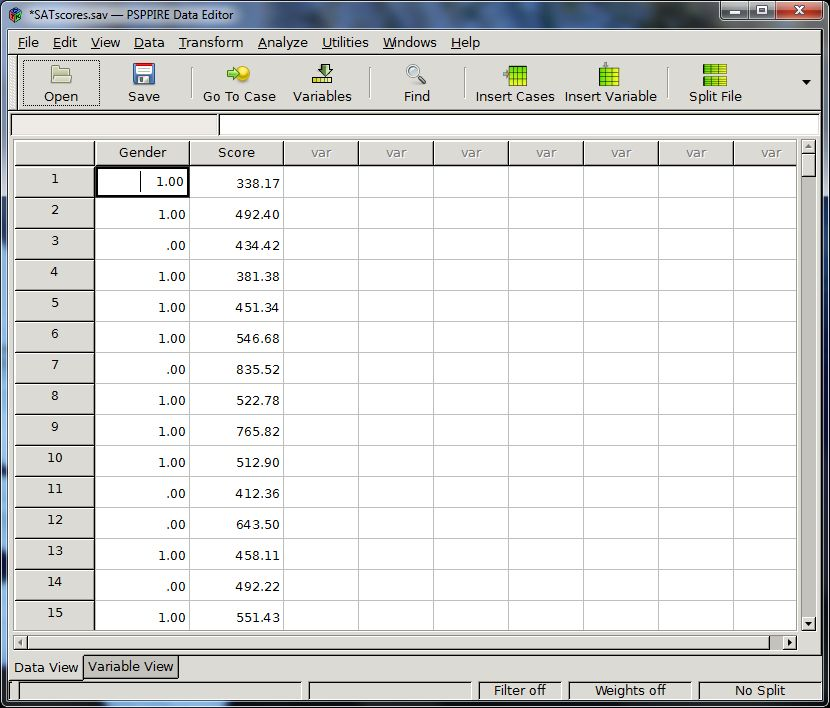 *SATscores.sav — PSPPIRE Data Editor
File Edit View Data Transform Analyze Utilities Windows Help
Open Save Go To Case Variables Find Insert Cases Insert Variable Split File
Gender Score var var var var var var var
1 1.00 338.17
2 1.00 492.40
3 .00 434.42
4 1.00 381.38
5 1.00 451.34
6 1.00 546.68
7 .00 835.52
8 1.00 522.78
9 1.00 765.82
10 1.00 512.90
11 .00 412.36
12 .00 643.50
13 1.00 458.11
14 .00 492.22
15 1.00 551.43
Data View Variable View
Filter off Weights off No Split